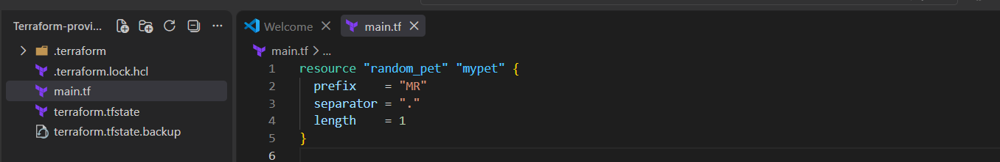 Terraform-provi...
.terraform
.terraform.lock.hcl
main.tf
terraform.tfstate
terraform.tfstate.backup
Welcome
main.tf
main.tf > ...
1 resource "random_pet" "mypet" {
2   prefix    = "MR"
3   separator = "."
4   length    = 1
5 }
6